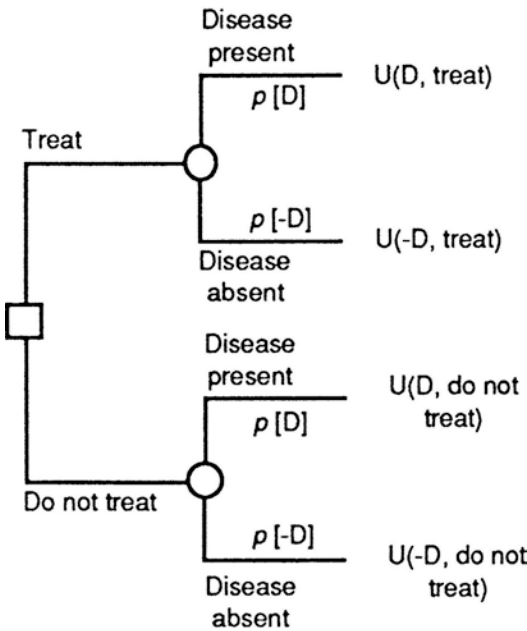 Disease
present
p [D]
U(D, treat)
Treat
p [-D]
U(-D, treat)
Disease
absent
Disease
present
p [D]
U(D, do not
treat)
Do not treat
p [-D]
U(-D, do not
treat)
Disease
absent